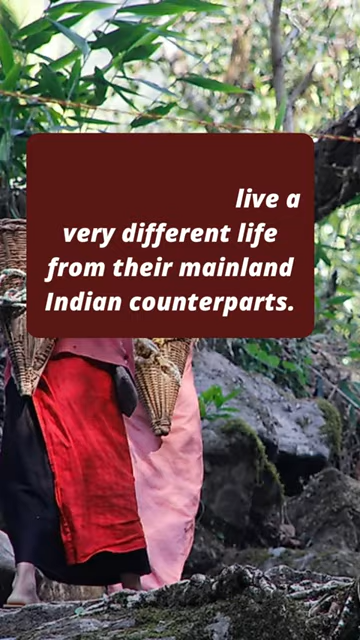 live a
very different life
from their mainland
Indian counterparts.